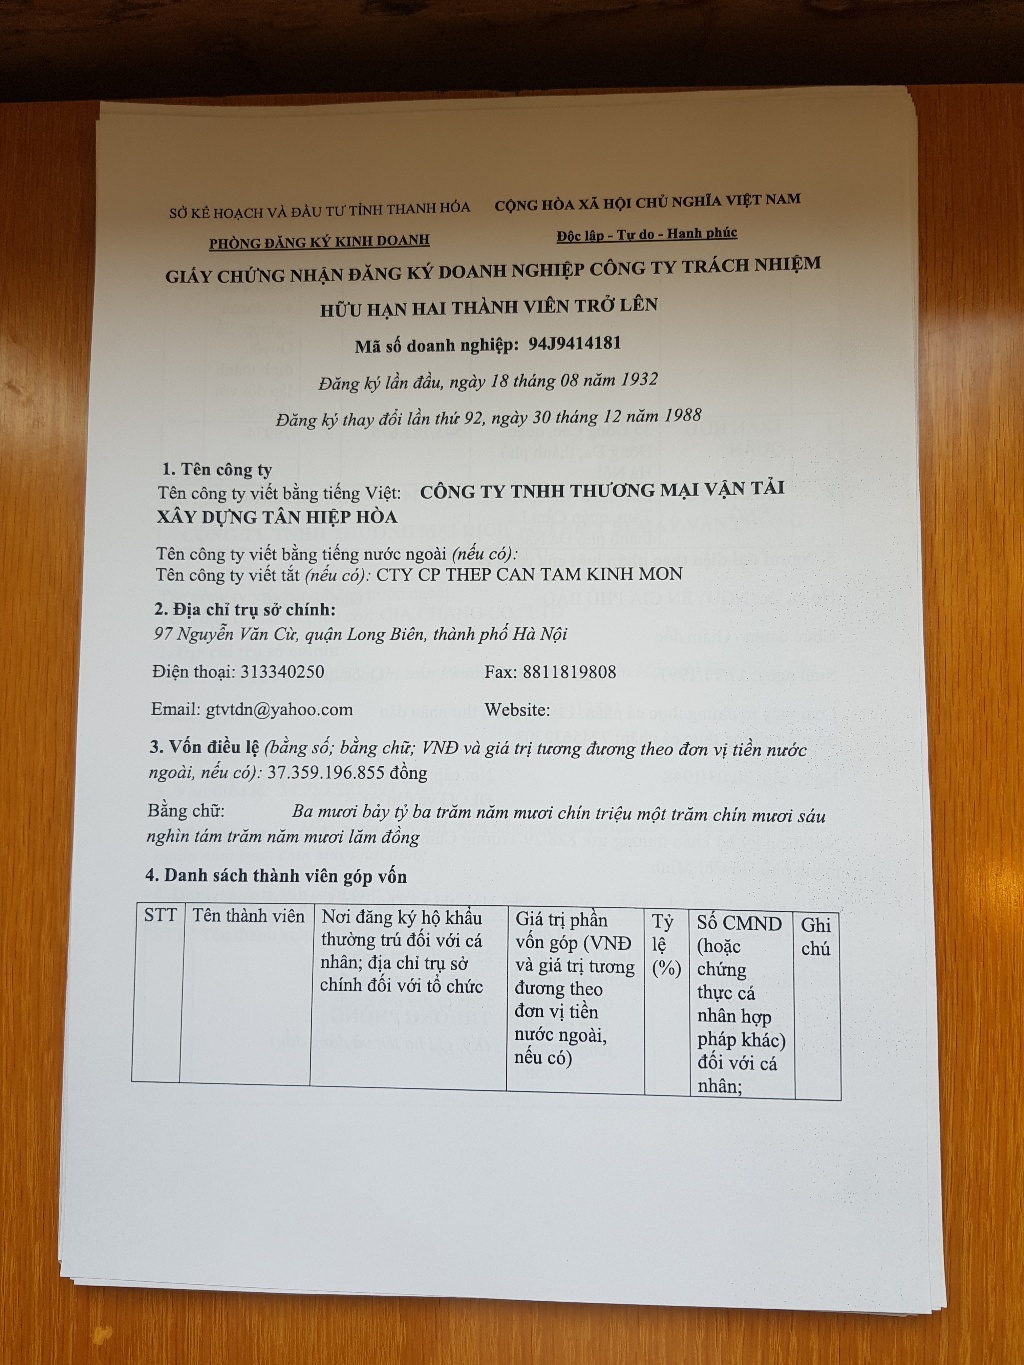 SỞ KẾ HOẠCH VÀ ĐẦU TƯ TỈNH THANH HÓA
CỘNG HÒA XÃ HỘI CHỦ NGHĨA VIỆT NAM
PHÒNG ĐĂNG KÝ KINH DOANH
Độc lập - Tự do - Hạnh phúc
GIẤY CHỨNG NHẬN ĐĂNG KÝ DOANH NGHIỆP CÔNG TY TRÁCH NHIỆM
HỮU HẠN HAI THÀNH VIÊN TRỞ LÊN
Mã số doanh nghiệp: 94J9414181
Đăng ký lần đầu, ngày 18 tháng 08 năm 1932
Đăng ký thay đổi lần thứ 92, ngày 30 tháng 12 năm 1988
1. Tên công ty
Tên công ty viết bằng tiếng Việt: CÔNG TY TNHH THƯƠNG MẠI VẬN TẢI
XÂY DỰNG TÂN HIỆP HÒA
Tên công ty viết bằng tiếng nước ngoài (nếu có):
Tên công ty viết tắt (nếu có): CTY CP THEP CAN TAM KINH MON
2. Địa chỉ trụ sở chính:
97 Nguyễn Văn Cừ, quận Long Biên, thành phố Hà Nội
Điện thoại: 313340250 Fax: 8811819808
Email: gtvtdn@yahoo.com Website:
3. Vốn điều lệ (bằng số; bằng chữ; VNĐ và giá trị tương đương theo đơn vị tiền nước
ngoài, nếu có): 37.359.196.855 đồng
Bằng chữ: Ba mươi bảy tỷ ba trăm năm mươi chín triệu một trăm chín mươi sáu
nghìn tám trăm năm mươi lăm đồng
4. Danh sách thành viên góp vốn
STT
Tên thành viên
Nơi đăng ký hộ khẩu
thường trú đối với cá
nhân; địa chỉ trụ sở
chính đối với tổ chức
Giá trị phần
vốn góp (VNĐ
và giá trị tương
đương theo
đơn vị tiền
nước ngoài,
nếu có)
Tỷ
lệ
(%)
Số CMND
(hoặc
chứng
thực cá
nhân hợp
pháp khác)
đối với cá
nhân;
Ghi
chú